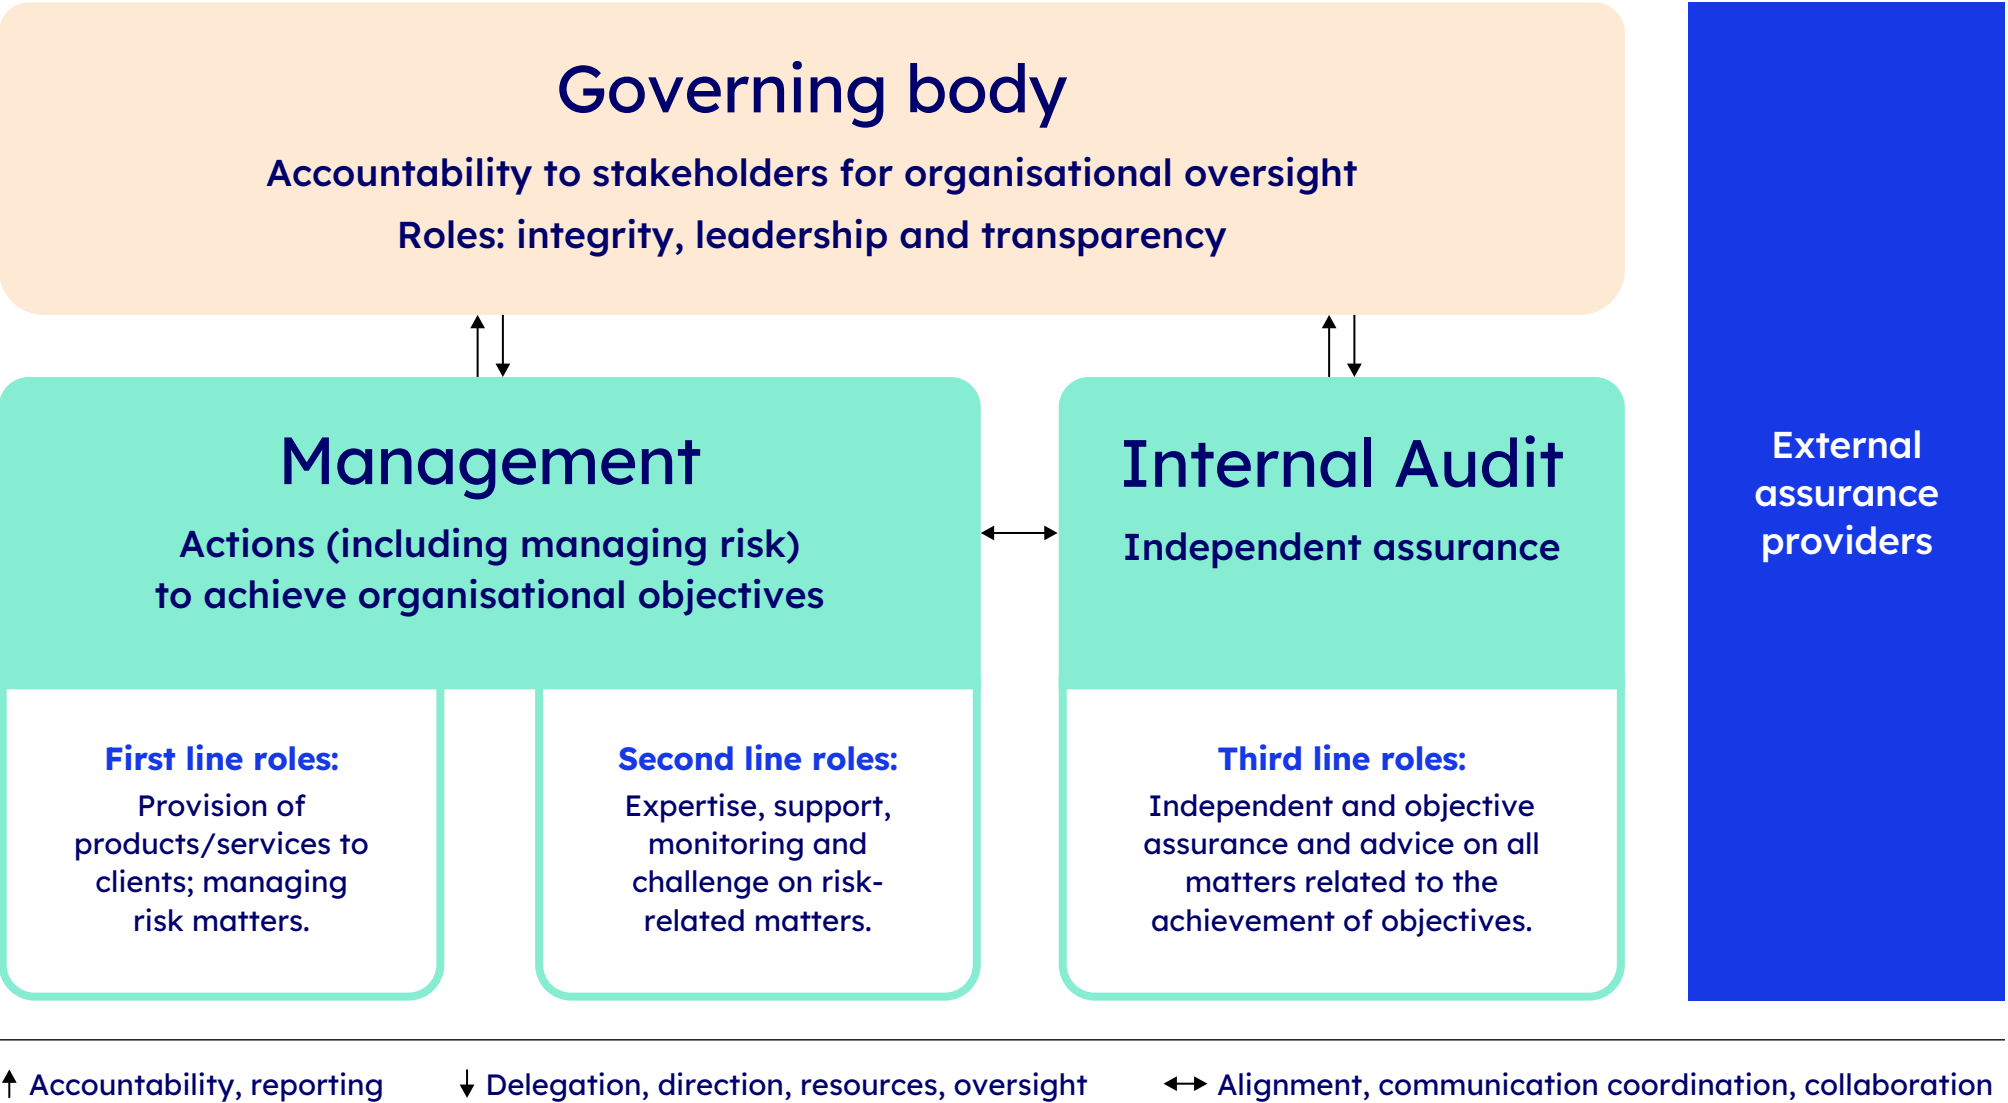 Governing body
Accountability to stakeholders for organisational oversight
Roles: integrity, leadership and transparency
Management
Actions (including managing risk)
to achieve organisational objectives
Internal Audit
Independent assurance
External
assurance
providers
First line roles:
Provision of
products/services to
clients; managing
risk matters.
Second line roles:
Expertise, support,
monitoring and
challenge on risk-
related matters.
Third line roles:
Independent and objective
assurance and advice on all
matters related to the
achievement of objectives.
Accountability, reporting
Delegation, direction, resources, oversight
Alignment, communication coordination, collaboration